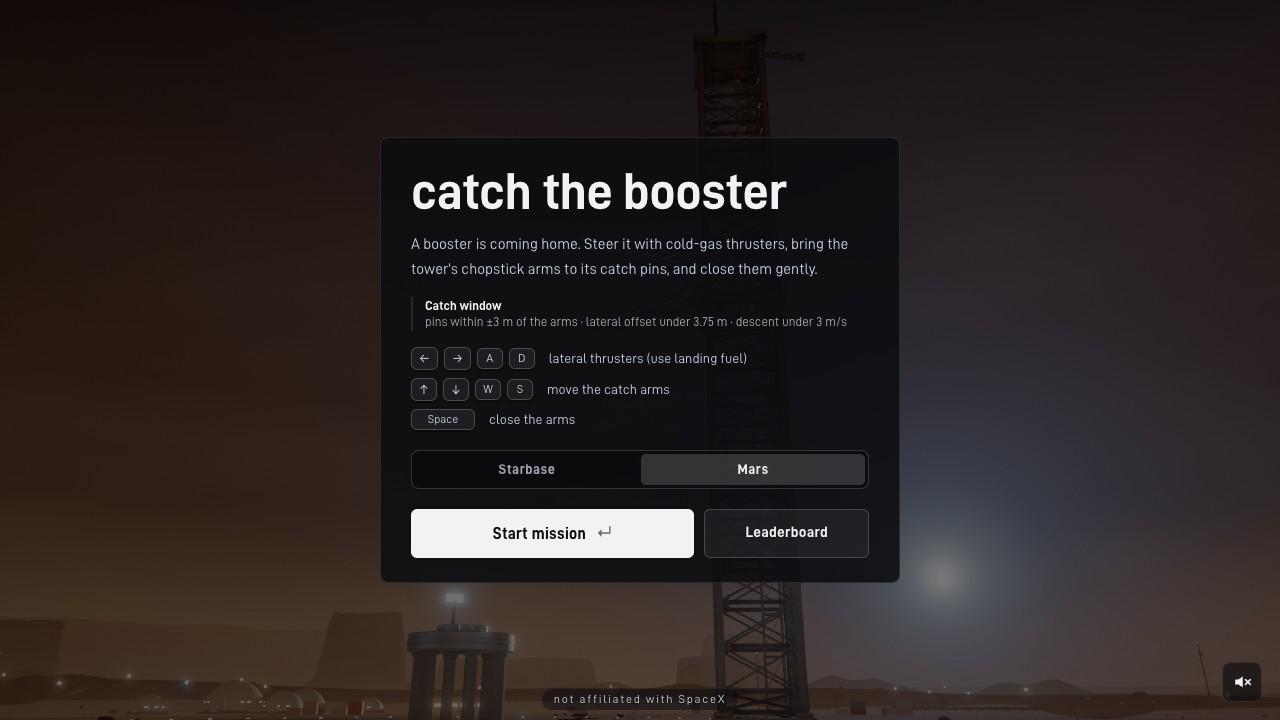 catch the booster
A booster is coming home. Steer it with cold-gas thrusters, bring the
tower's chopstick arms to its catch pins, and close them gently.
Catch window
pins within ±3 m of the arms · lateral offset under 3.75 m · descent under 3 m/s
← → A D lateral thrusters (use landing fuel)
↑ ↓ W S move the catch arms
Space close the arms
Starbase Mars
Start mission ↵ Leaderboard
not affiliated with SpaceX